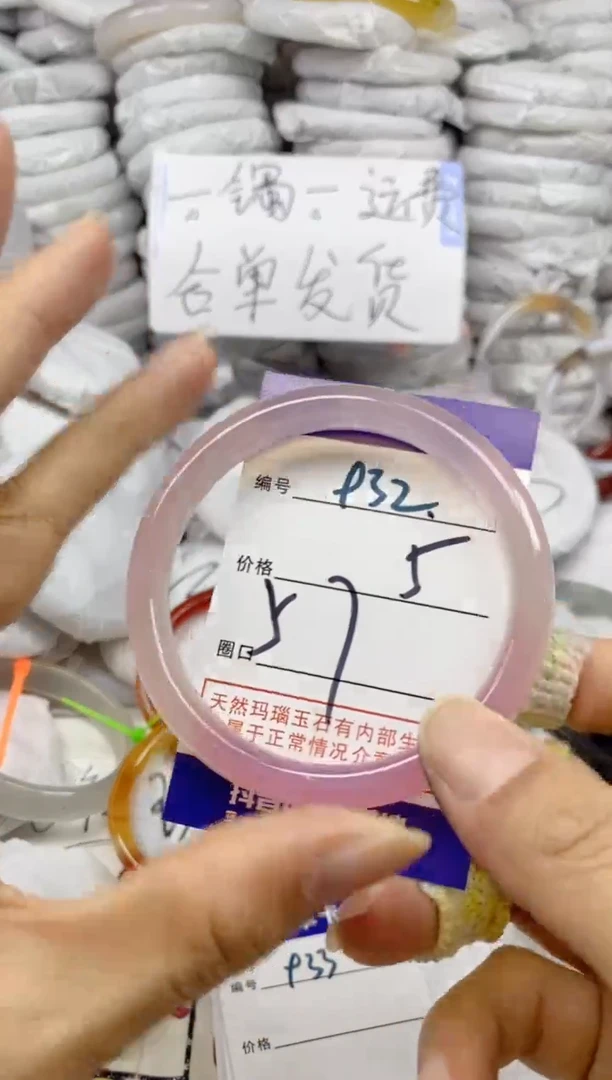 一镯一运费
合单发货
编号 P32.
价格 5
圈口 57
天然玛瑙玉石有内部生
属于正常情况介
P33
编号
价格